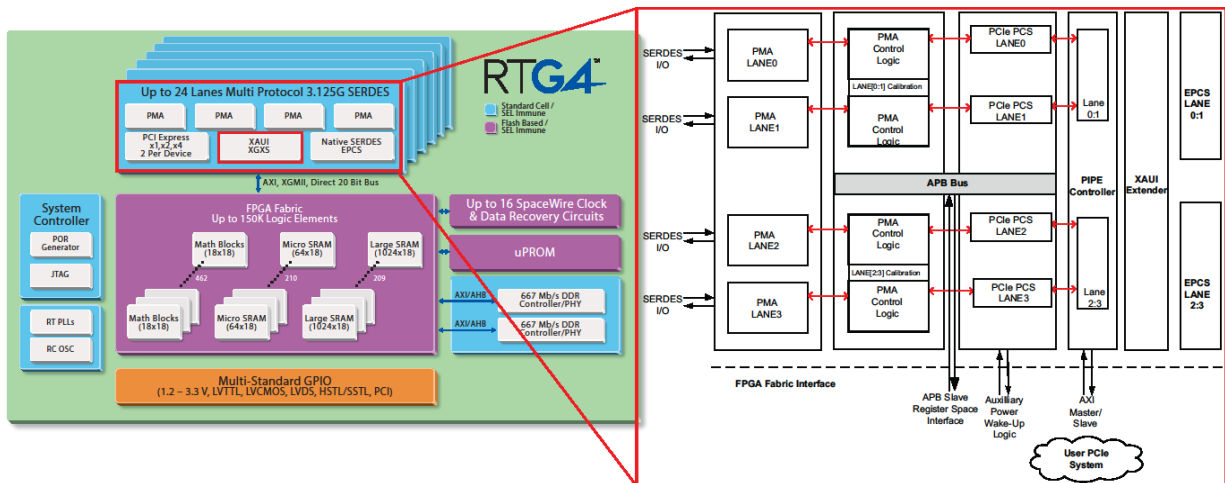 RTG4™
Standard Cell /
SEL Immune
Flash Based /
SEL Immune
Up to 24 Lanes Multi Protocol 3.125G SERDES
PMA
PMA
PMA
PMA
PCI Express
x1,x2,x4
2 Per Device
XAUI
XGXS
Native SERDES
EPCS
AXI, XGMII, Direct 20 Bit Bus
System
Controller
POR
Generator
JTAG
RT PLLs
RC OSC
FPGA Fabric
Up to 150K Logic Elements
Math Blocks
(18x18)
Micro SRAM
(64x18)
Large SRAM
(1024x18)
462
210
209
Math Blocks
(18x18)
Micro SRAM
(64x18)
Large SRAM
(1024x18)
Up to 16 SpaceWire Clock
& Data Recovery Circuits
uPROM
AXI/AHB
667 Mb/s DDR
Controller/PHY
AXI/AHB
667 Mb/s DDR
Controller/PHY
Multi-Standard GPIO
(1.2 – 3.3 V, LVTTL, LVCMOS, LVDS, HSTL/SSTL, PCI)
SERDES
I/O
PMA
LANE0
PMA
Control
Logic
PCIe PCS
LANE0
LANE[0:1] Calibration
SERDES
I/O
PMA
LANE1
PMA
Control
Logic
PCIe PCS
LANE1
Lane
0:1
EPCS
LANE
0:1
APB Bus
PIPE
Controller
XAUI
Extender
SERDES
I/O
PMA
LANE2
PMA
Control
Logic
PCIe PCS
LANE2
LANE[2:3] Calibration
SERDES
I/O
PMA
LANE3
PMA
Control
Logic
PCIe PCS
LANE3
Lane
2:3
EPCS
LANE
2:3
FPGA Fabric Interface
APB Slave
Register Space
Interface
Auxilliary
Power
Wake-Up
Logic
AXI
Master/
Slave
User PCIe
System